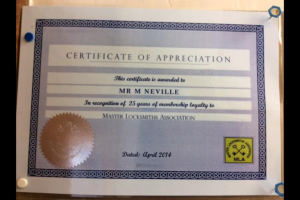 CERTIFICATE OF APPRECIATION
This certificate is awarded to
MR M NEVILLE
In recognition of 25 years of membership loyalty to
MASTER LOCKSMITHS ASSOCIATION
Dated: April 2014